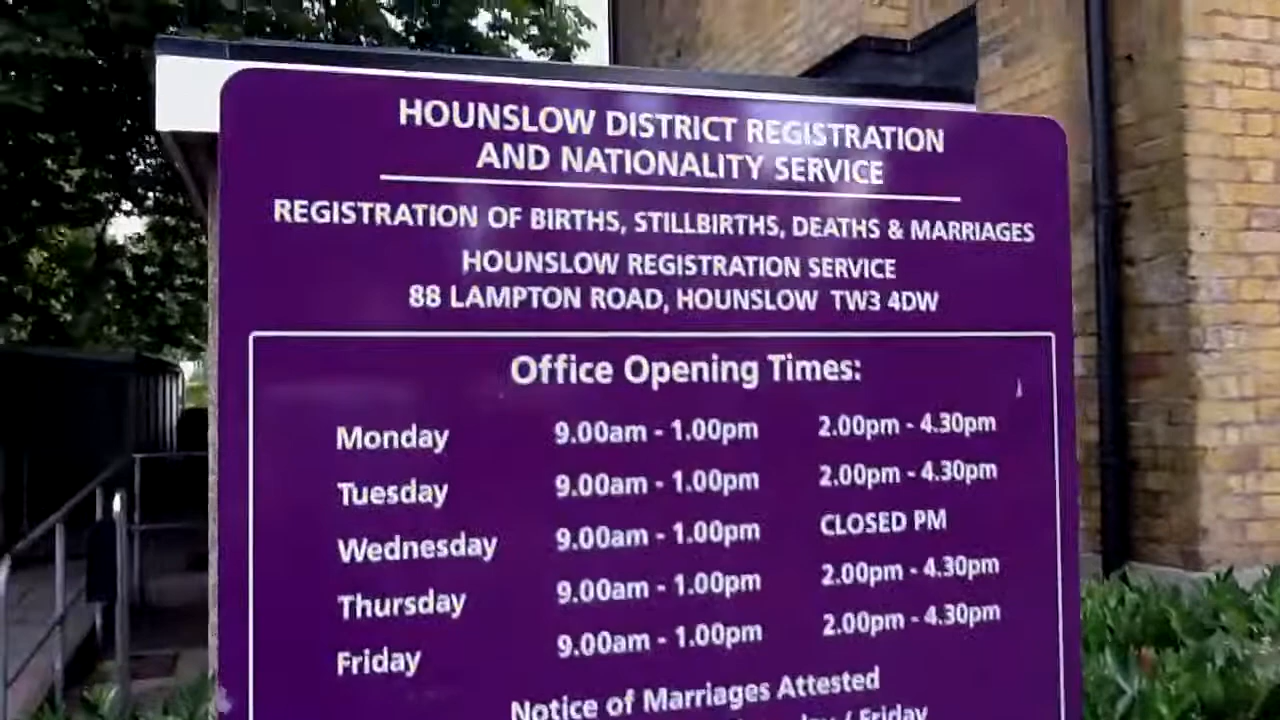 HOUNSLOW DISTRICT REGISTRATION
AND NATIONALITY SERVICE
REGISTRATION OF BIRTHS, STILLBIRTHS, DEATHS & MARRIAGES
HOUNSLOW REGISTRATION SERVICE
88 LAMPTON ROAD, HOUNSLOW TW3 4DW
Office Opening Times:
Monday 9.00am - 1.00pm 2.00pm - 4.30pm
Tuesday 9.00am - 1.00pm 2.00pm - 4.30pm
Wednesday 9.00am - 1.00pm CLOSED PM
Thursday 9.00am - 1.00pm 2.00pm - 4.30pm
Friday 9.00am - 1.00pm 2.00pm - 4.30pm
Notice of Marriages Attested
/ Friday